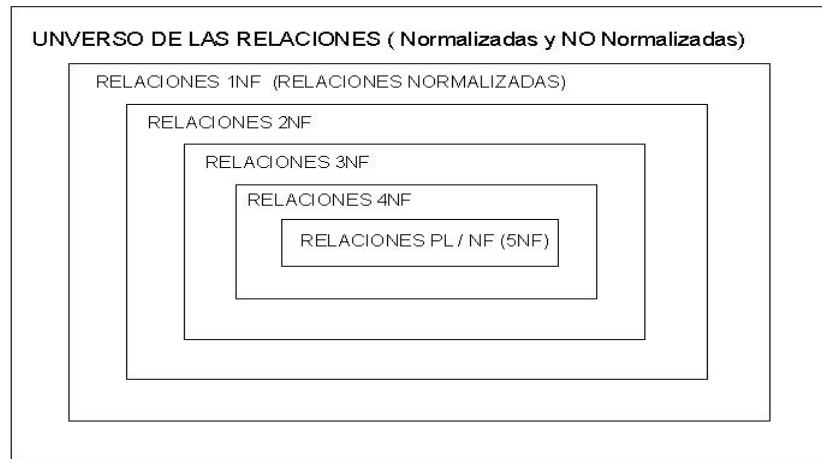 UNVERSO DE LAS RELACIONES ( Normalizadas y NO Normalizadas)
RELACIONES 1NF (RELACIONES NORMALIZADAS)
RELACIONES 2NF
RELACIONES 3NF
RELACIONES 4NF
RELACIONES PL / NF (5NF)